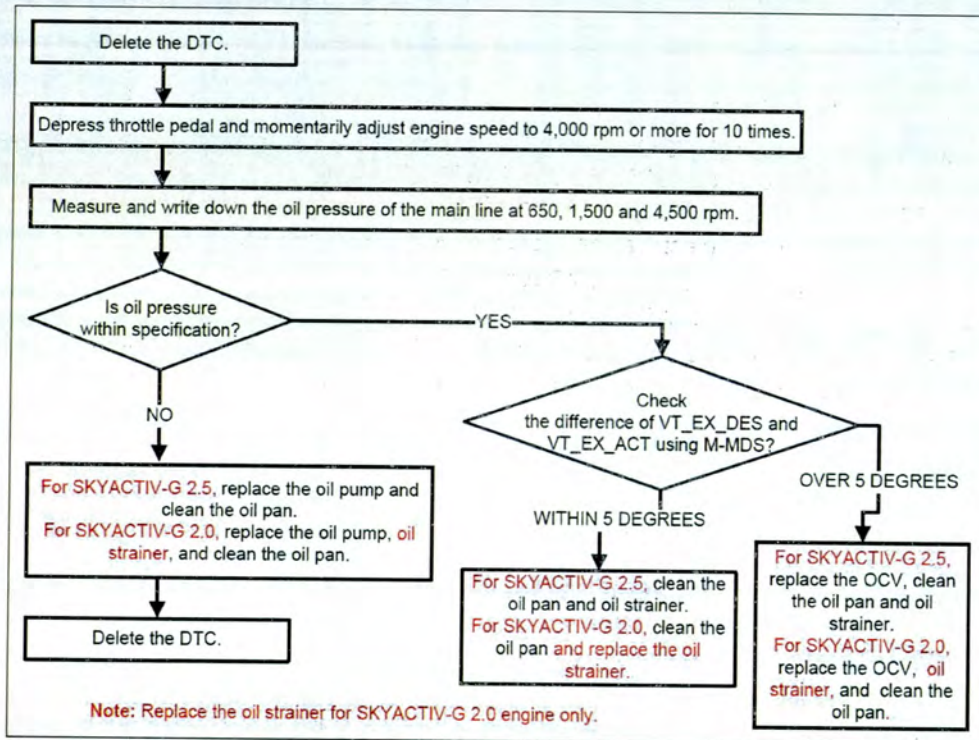 Delete the DTC.
Depress throttle pedal and momentarily adjust engine speed to 4,000 rpm or more for 10 times.
Measure and write down the oil pressure of the main line at 650, 1,500 and 4,500 rpm.
Is oil pressure
within specification?
YES
NO
Check
the difference of VT_EX_DES and
VT_EX_ACT using M-MDS?
OVER 5 DEGREES
WITHIN 5 DEGREES
For SKYACTIV-G 2.5, replace the oil pump and
clean the oil pan.
For SKYACTIV-G 2.0, replace the oil pump, oil
strainer, and clean the oil pan.
Delete the DTC.
For SKYACTIV-G 2.5, clean the
oil pan and oil strainer.
For SKYACTIV-G 2.0, clean the
oil pan and replace the oil
strainer.
For SKYACTIV-G 2.5,
replace the OCV, clean
the oil pan and oil
strainer.
For SKYACTIV-G 2.0,
replace the OCV, oil
strainer, and clean the
oil pan.
Note: Replace the oil strainer for SKYACTIV-G 2.0 engine only.